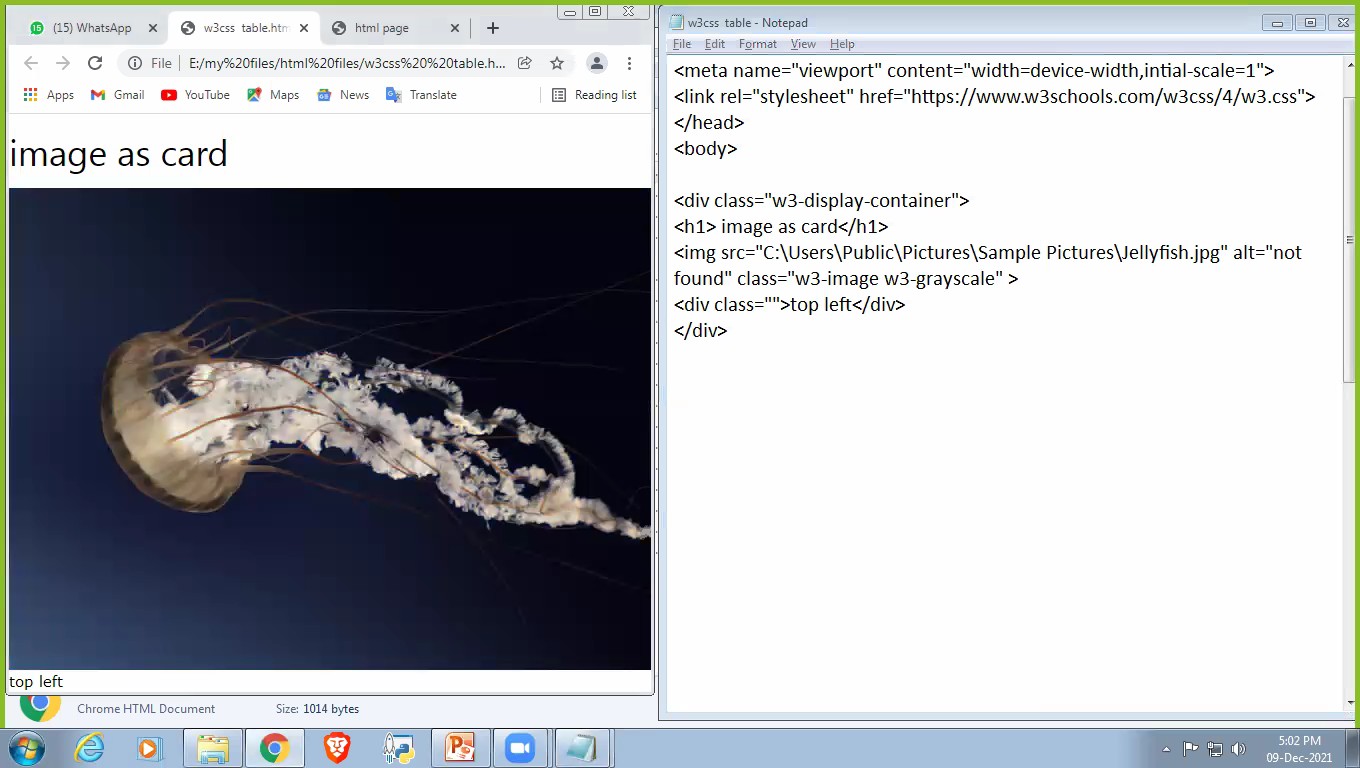 (15) WhatsApp
w3css table.htm
html page
File
E:/my%20files/html%20files/w3css%20%20table.h...
Apps
Gmail
YouTube
Maps
News
Translate
Reading list
image as card
top left
Chrome HTML Document
Size: 1014 bytes
w3css table - Notepad
File Edit Format View Help
<meta name="viewport" content="width=device-width,intial-scale=1">
<link rel="stylesheet" href="https://www.w3schools.com/w3css/4/w3.css">
</head>
<body>
<div class="w3-display-container">
<h1> image as card</h1>
<img src="C:\Users\Public\Pictures\Sample Pictures\Jellyfish.jpg" alt="not
found" class="w3-image w3-grayscale" >
<div class="">top left</div>
</div>
5:02 PM
09-Dec-2021